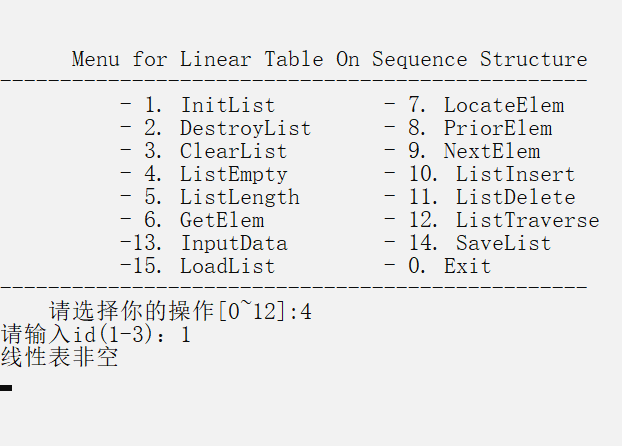 Menu for Linear Table On Sequence Structure
-------------------------------------------------
- 1. InitList - 7. LocateElem
- 2. DestroyList - 8. PriorElem
- 3. ClearList - 9. NextElem
- 4. ListEmpty - 10. ListInsert
- 5. ListLength - 11. ListDelete
- 6. GetElem - 12. ListTraverse
-13. InputData - 14. SaveList
-15. LoadList - 0. Exit
-------------------------------------------------
请选择你的操作[0~12]:4
请输入id(1-3)：1
线性表非空